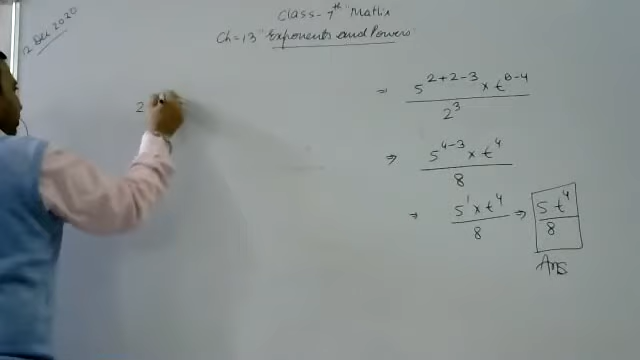 12 Dec 2020
Class - 7th "Maths
Ch = 13 "Exponents and Powers
= 5^2+2-3 × t^8-4
2^3
⇒ 5^4-3 × t^4
8
⇒ 5^1 × t^4 ⇒ 5t^4
8 8
Ans
2